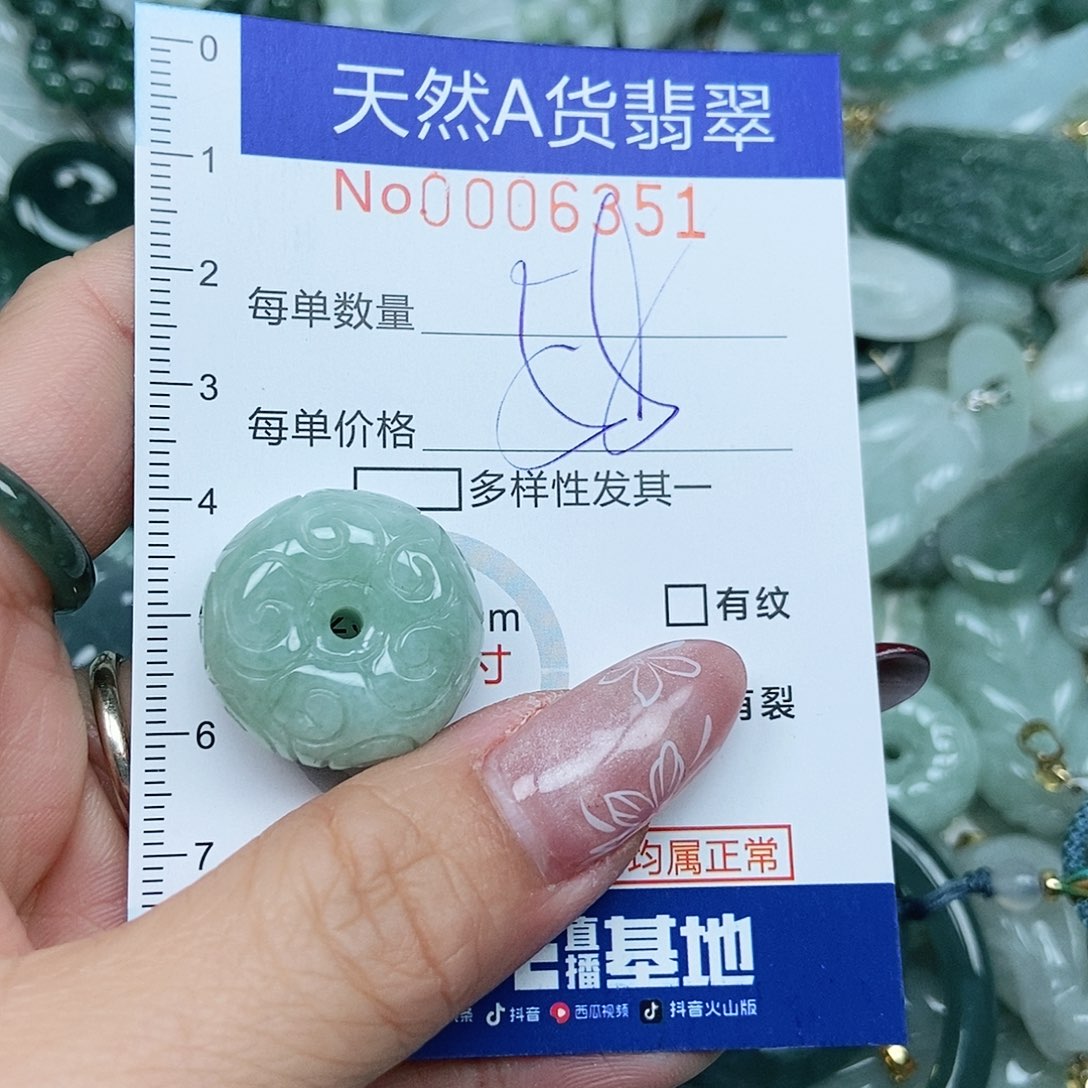 0
天然A货翡翠
1
No.0006351
2
每单数量
3
每单价格
4
多样性发其一
m
有纹
寸
有裂
6
7
均属正常
直播
基地
抖音 西瓜视频 抖音火山版